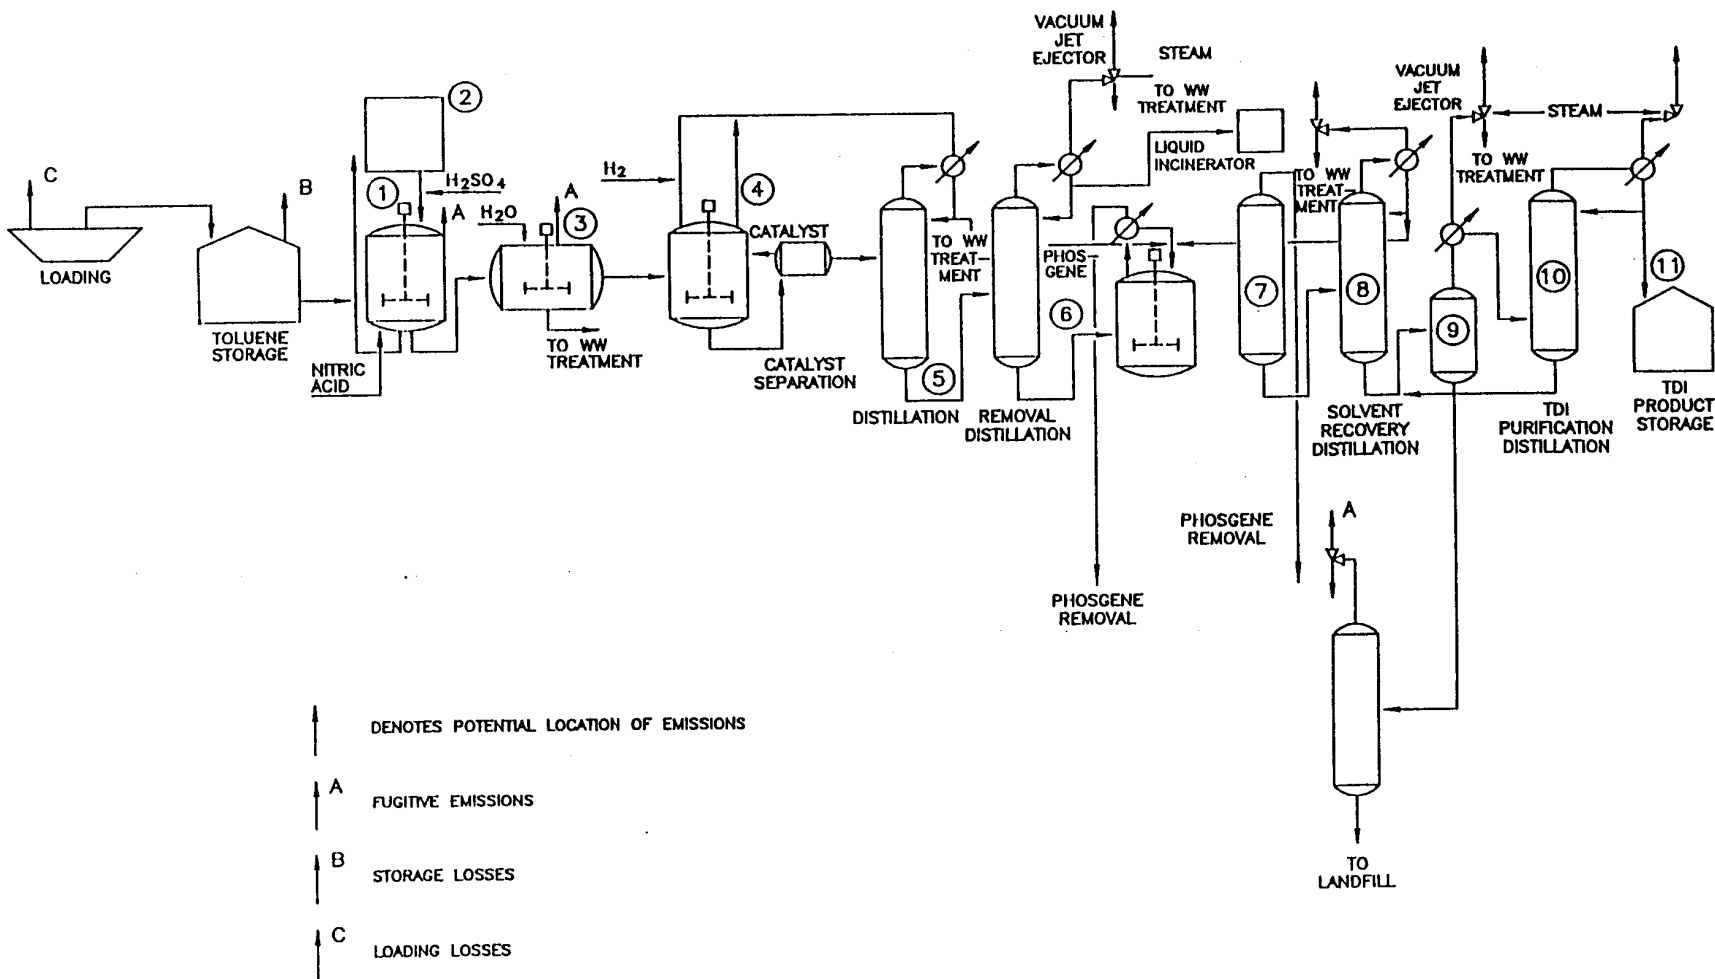 VACUUM
JET
EJECTOR
STEAM
TO WW
TREATMENT
VACUUM
JET
EJECTOR
STEAM
TO WW
TREATMENT
LIQUID
INCINERATOR
TO WW
TREAT-
MENT
2
C
B
1
H2SO4
A
H2O
A
3
H2
4
CATALYST
TO WW
TREAT-
MENT
PHOS-
GENE
7
8
9
10
11
LOADING
TOLUENE
STORAGE
NITRIC
ACID
TO WW
TREATMENT
CATALYST
SEPARATION
5
6
DISTILLATION
REMOVAL
DISTILLATION
SOLVENT
RECOVERY
DISTILLATION
TDI
PURIFICATION
DISTILLATION
TDI
PRODUCT
STORAGE
PHOSGENE
REMOVAL
PHOSGENE
REMOVAL
A
TO
LANDFILL
DENOTES POTENTIAL LOCATION OF EMISSIONS
A
FUGITIVE EMISSIONS
B
STORAGE LOSSES
C
LOADING LOSSES